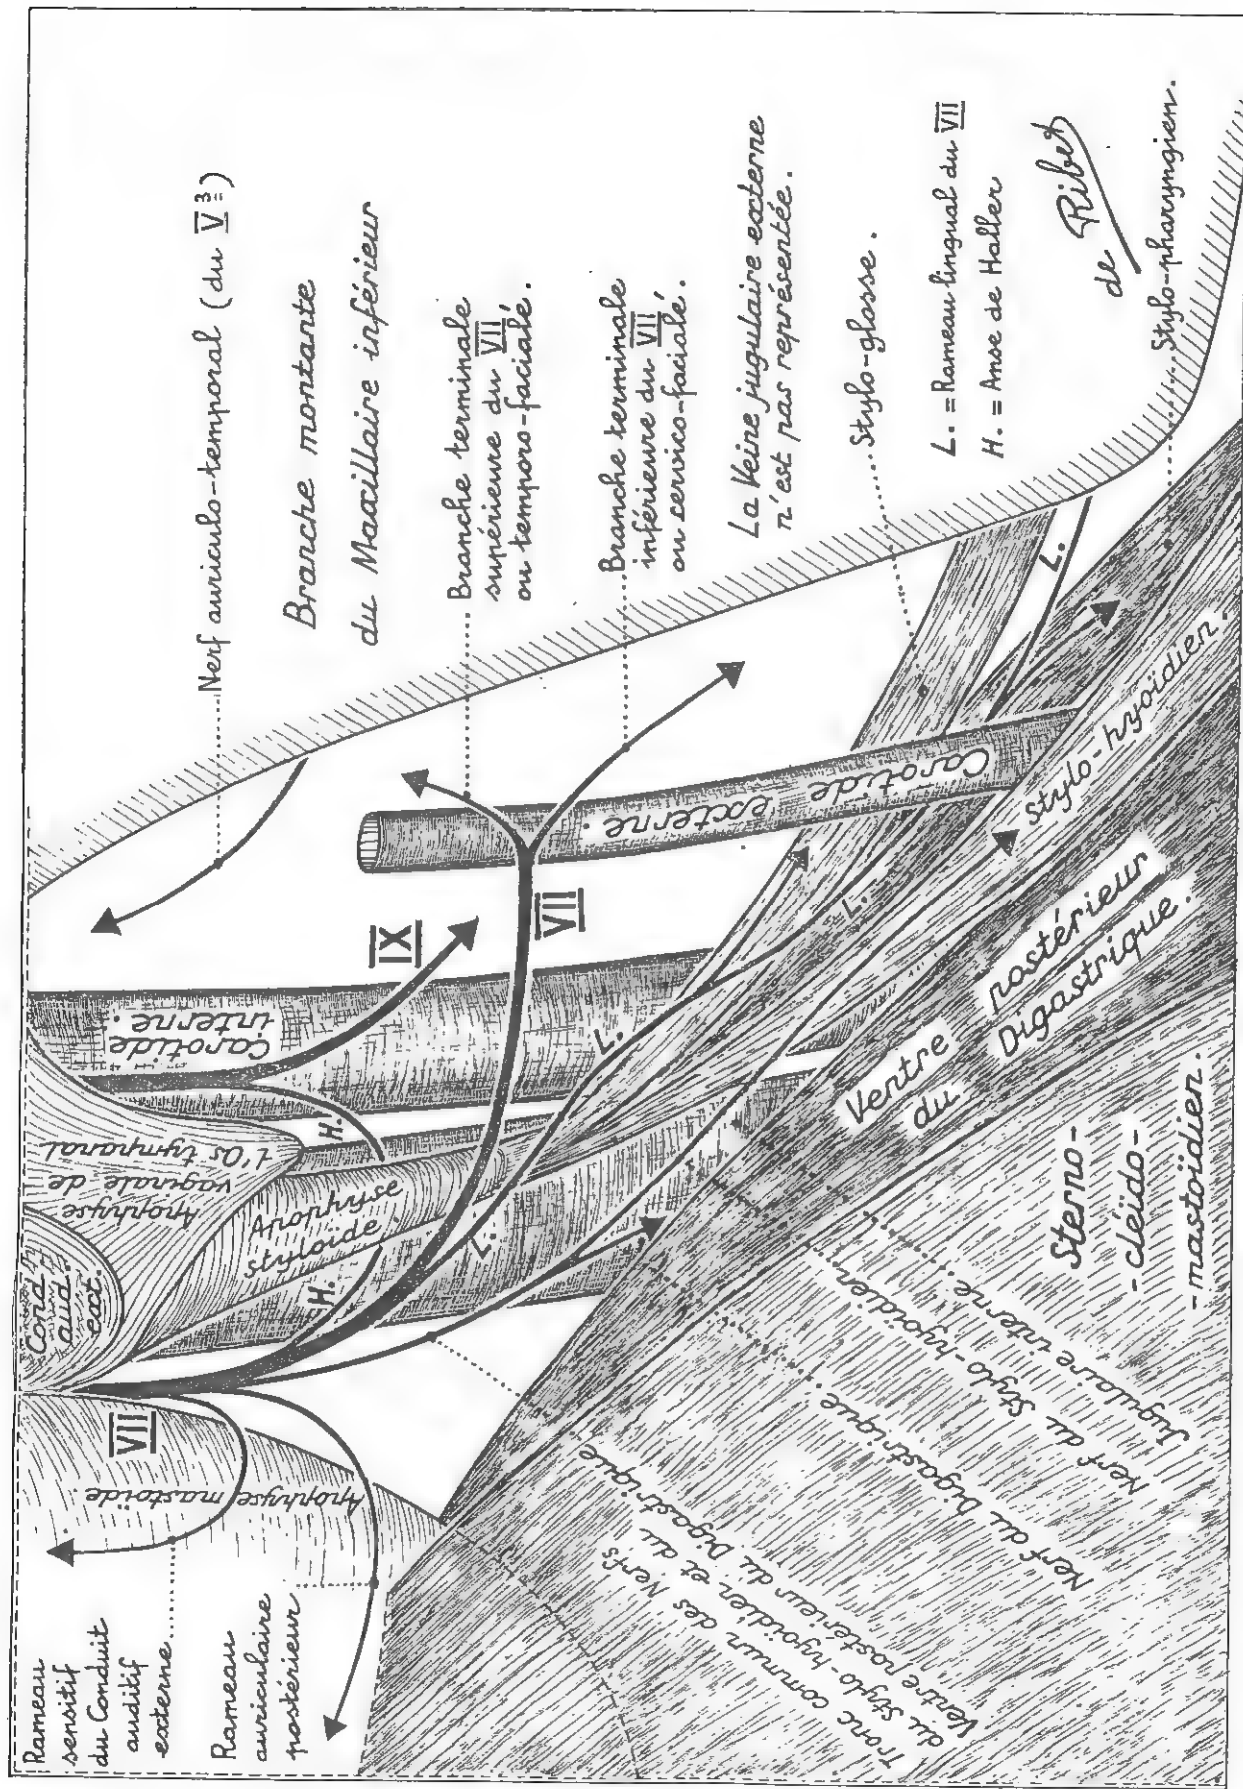 Rameau
sensitif
du Conduit
auditif
externe
Rameau
auriculaire
postérieur
VII
Apophyse mastoïde.
Cond.
aud.
ext.
Apophyse
vaginale de
l'Os tympanal
Carotide
interne.
H.
H.
Apophyse
styloïde.
IX
VII
L.
L.
L.
L.
Carotide externe.
Nerf auriculo-temporal (du V³)
Branche montante
du Maxillaire inférieur
Branche terminale
supérieure du VII,
ou temporo-faciale.
Branche terminale
inférieure du VII,
ou cervico-faciale.
La Veine jugulaire externe
n'est pas représentée.
Stylo-glosse.
L. = Rameau lingual du VII
H. = Anse de Haller
de Ribet
Stylo-pharyngien.
Stylo-hyoïdien.
Ventre postérieur
du Digastrique.
Sterno-
-cléido-
-mastoïdien.
Jugulaire interne
Nerf du Stylo-hyoïdien
Nerf du Digastrique.
Tronc commun des Nerfs
du Stylo-hyoïdien et du
Ventre postérieur du Digastrique